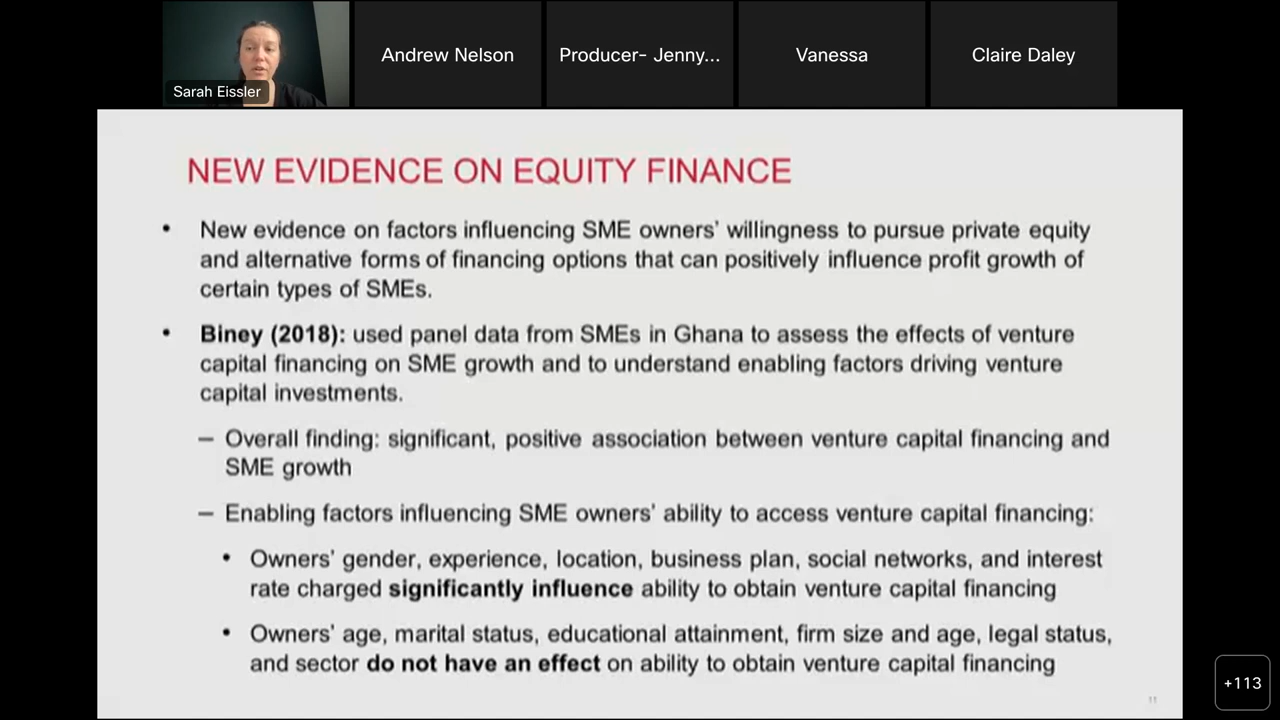 Sarah Eissler
Andrew Nelson
Producer- Jenny...
Vanessa
Claire Daley
NEW EVIDENCE ON EQUITY FINANCE
• New evidence on factors influencing SME owners' willingness to pursue private equity
and alternative forms of financing options that can positively influence profit growth of
certain types of SMEs.
• Biney (2018): used panel data from SMEs in Ghana to assess the effects of venture
capital financing on SME growth and to understand enabling factors driving venture
capital investments.
– Overall finding: significant, positive association between venture capital financing and
SME growth
– Enabling factors influencing SME owners' ability to access venture capital financing:
• Owners' gender, experience, location, business plan, social networks, and interest
rate charged significantly influence ability to obtain venture capital financing
• Owners' age, marital status, educational attainment, firm size and age, legal status,
and sector do not have an effect on ability to obtain venture capital financing
11
+113